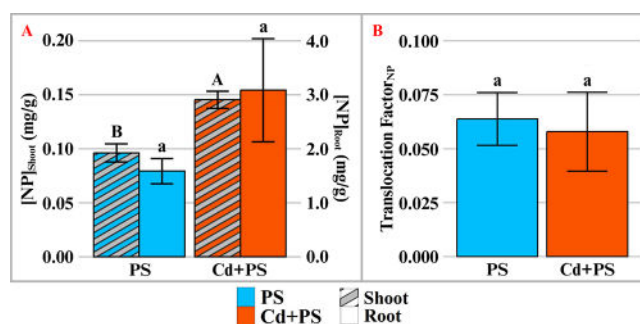 A
B
0.20
0.15
0.10
0.05
0.00
[NP]Shoot (mg/g)
B
a
A
a
4.0
3.0
2.0
1.0
0.0
[NP]Root (mg/g)
PS
Cd+PS
0.100
0.075
0.050
0.025
0.000
Translocation FactorNP
a
a
PS
Cd+PS
PS
Shoot
Cd+PS
Root